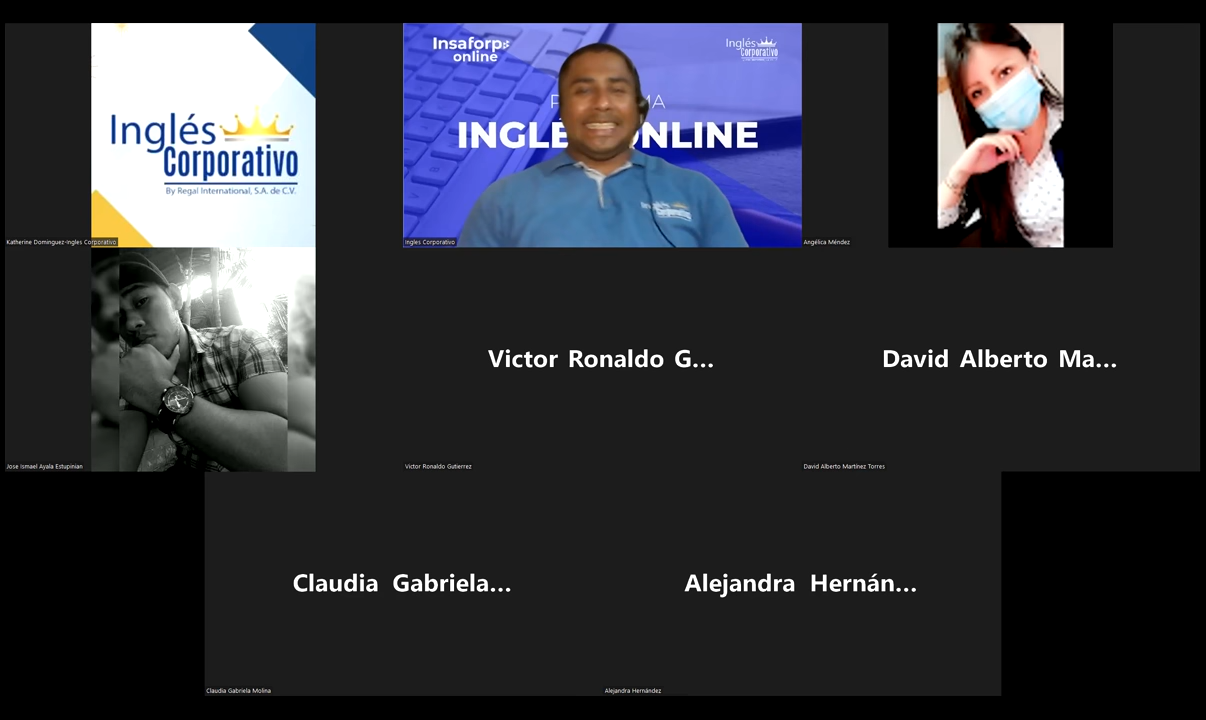 Inglés
Corporativo
By Regal International, S.A. de C.V.
Katherine Dominguez-Ingles Corporativo
Insaforp
online
Inglés
Corporativo
INGLE
ONLINE
Ingles Corporativo
Angélica Méndez
Jose Ismael Ayala Estupinian
Victor Ronaldo G...
Victor Ronaldo Gutierrez
David Alberto Ma...
David Alberto Martínez Torres
Claudia Gabriela...
Claudia Gabriela Molina
Alejandra Hernán...
Alejandra Hernández